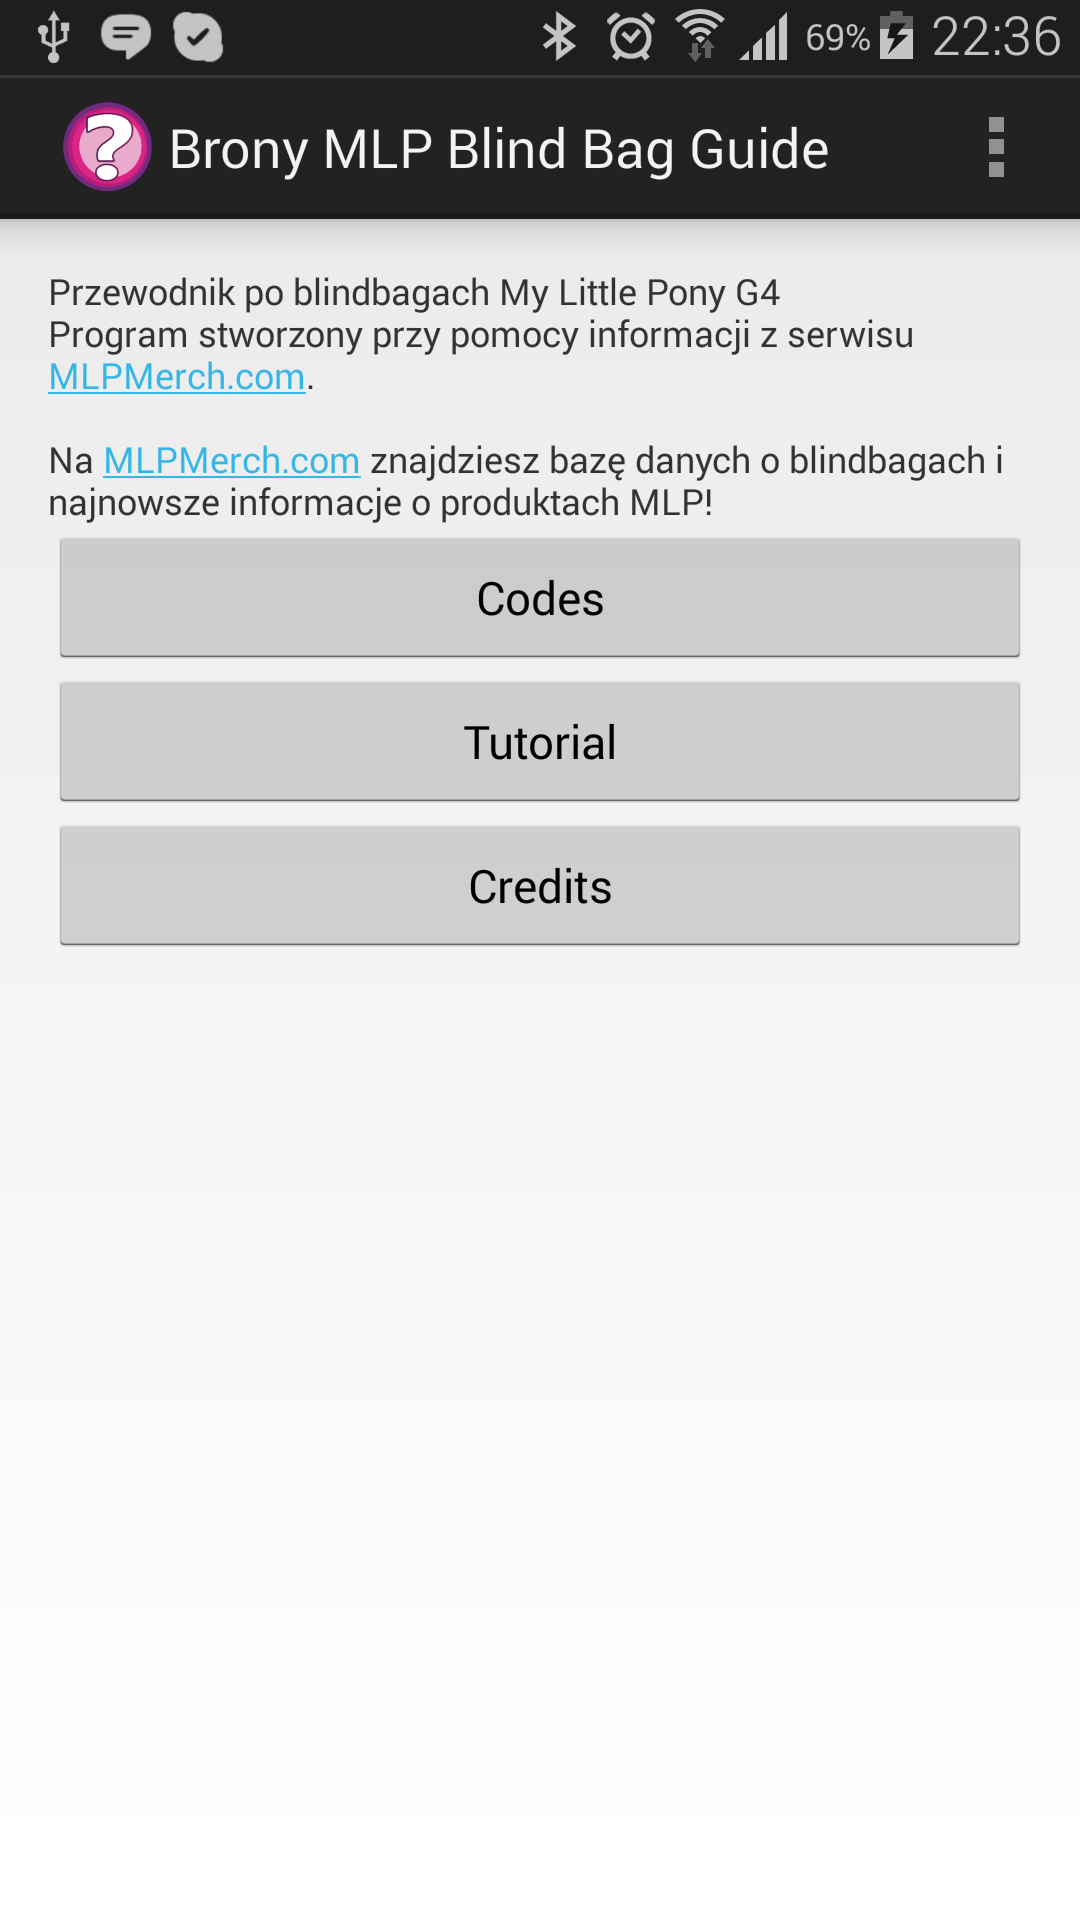 69% 22:36
? Brony MLP Blind Bag Guide
Przewodnik po blindbagach My Little Pony G4
Program stworzony przy pomocy informacji z serwisu
MLPMerch.com.
Na MLPMerch.com znajdziesz bazę danych o blindbagach i
najnowsze informacje o produktach MLP!
Codes
Tutorial
Credits